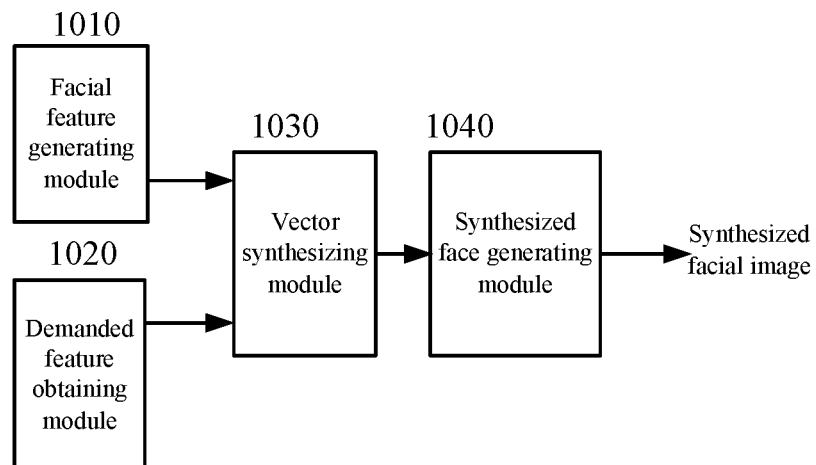 1010
Facial
feature
generating
module
1020
Demanded
feature
obtaining
module
1030
Vector
synthesizing
module
1040
Synthesized
face generating
module
Synthesized
facial image